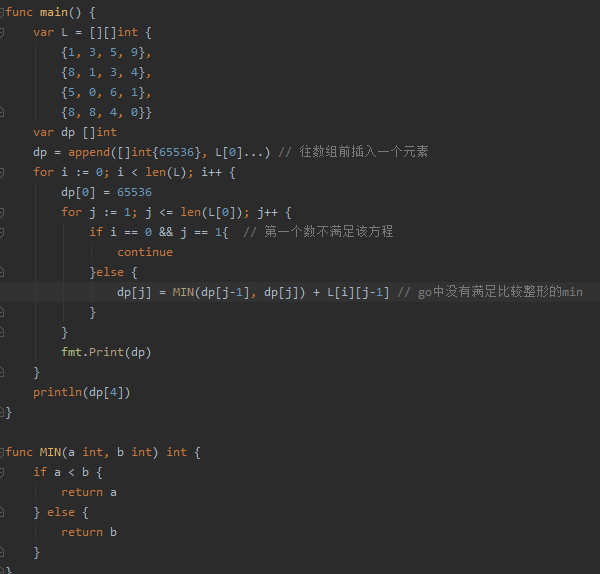 func main() {
    var L = [][]int {
        {1, 3, 5, 9},
        {8, 1, 3, 4},
        {5, 0, 6, 1},
        {8, 8, 4, 0}}
    var dp []int
    dp = append([]int{65536}, L[0]...) // 往数组前插入一个元素
    for i := 0; i < len(L); i++ {
        dp[0] = 65536
        for j := 1; j <= len(L[0]); j++ {
            if i == 0 && j == 1{  // 第一个数不满足该方程
                continue
            }else {
                dp[j] = MIN(dp[j-1], dp[j]) + L[i][j-1] // go中没有满足比较整形的min
            }
        }
        fmt.Print(dp)
    }
    println(dp[4])
}

func MIN(a int, b int) int {
    if a < b {
        return a
    } else {
        return b
    }
}